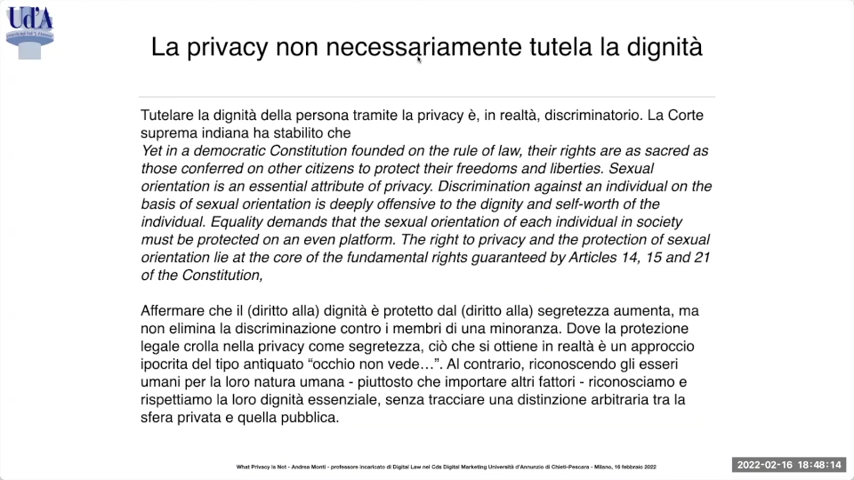 Ud'A
La privacy non necessariamente tutela la dignità
Tutelare la dignità della persona tramite la privacy è, in realtà, discriminatorio. La Corte
suprema indiana ha stabilito che
Yet in a democratic Constitution founded on the rule of law, their rights are as sacred as
those conferred on other citizens to protect their freedoms and liberties. Sexual
orientation is an essential attribute of privacy. Discrimination against an individual on the
basis of sexual orientation is deeply offensive to the dignity and self-worth of the
individual. Equality demands that the sexual orientation of each individual in society
must be protected on an even platform. The right to privacy and the protection of sexual
orientation lie at the core of the fundamental rights guaranteed by Articles 14, 15 and 21
of the Constitution,
Affermare che il (diritto alla) dignità è protetto dal (diritto alla) segretezza aumenta, ma
non elimina la discriminazione contro i membri di una minoranza. Dove la protezione
legale crolla nella privacy come segretezza, ciò che si ottiene in realtà è un approccio
ipocrita del tipo antiquato “occhio non vede…”. Al contrario, riconoscendo gli esseri
umani per la loro natura umana - piuttosto che importare altri fattori - riconosciamo e
rispettiamo la loro dignità essenziale, senza tracciare una distinzione arbitraria tra la
sfera privata e quella pubblica.
What Privacy Is Not - Andrea Monti - professore incaricato di Digital Law nel Cds Digital Marketing Università d'Annunzio di Chieti-Pescara - Milano, 16 febbraio 2022
2022-02-16 18:48:14